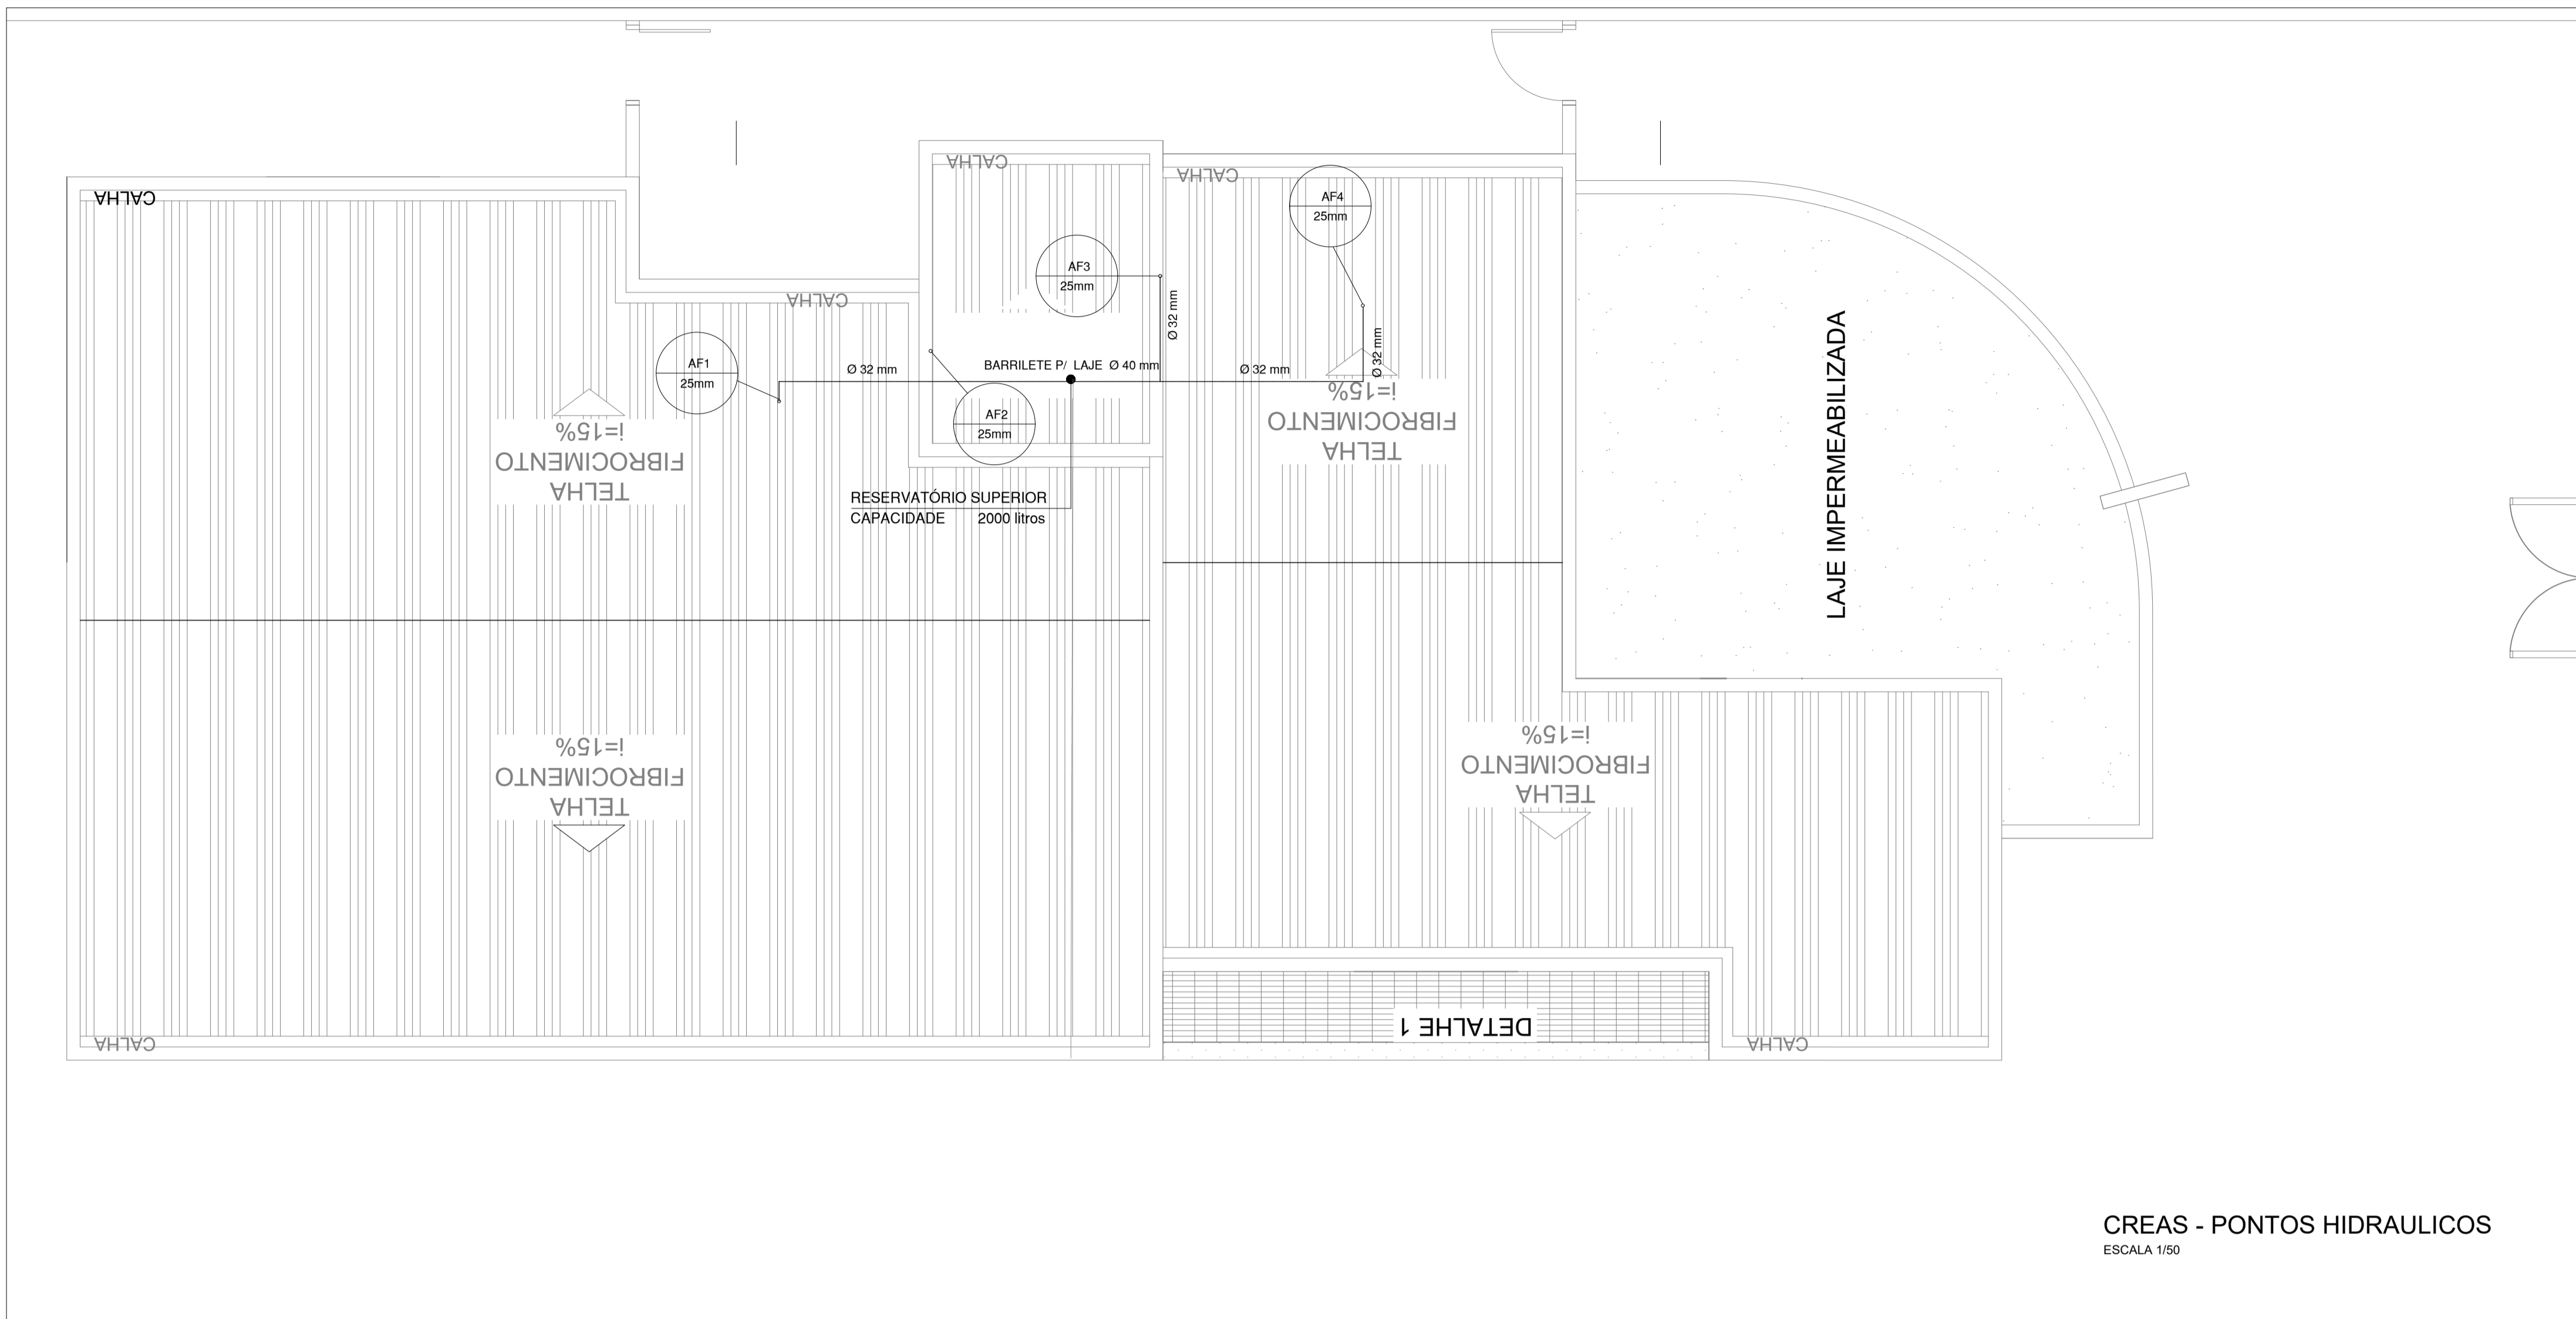 CALHA
CALHA
CALHA
CALHA
AF4
25mm
AF3
25mm
Ø 32 mm
AF1
25mm
Ø 32 mm
BARRILETE P/ LAJE Ø 40 mm
Ø 32 mm
Ø 32 mm
AF2
25mm
RESERVATÓRIO SUPERIOR
CAPACIDADE 2000 litros
TELHA
FIBROCIMENTO
i=15%
TELHA
FIBROCIMENTO
i=15%
LAJE IMPERMEABILIZADA
TELHA
FIBROCIMENTO
i=15%
TELHA
FIBROCIMENTO
i=15%
DETALHE 1
CALHA
CALHA
CREAS - PONTOS HIDRAULICOS
ESCALA 1/50